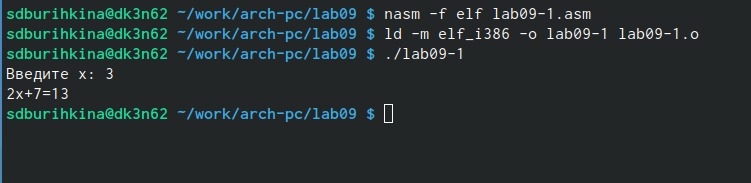 sdburihkina@dk3n62 ~/work/arch-pc/lab09 $ nasm -f elf lab09-1.asm
sdburihkina@dk3n62 ~/work/arch-pc/lab09 $ ld -m elf_i386 -o lab09-1 lab09-1.o
sdburihkina@dk3n62 ~/work/arch-pc/lab09 $ ./lab09-1
Введите x: 3
2x+7=13
sdburihkina@dk3n62 ~/work/arch-pc/lab09 $